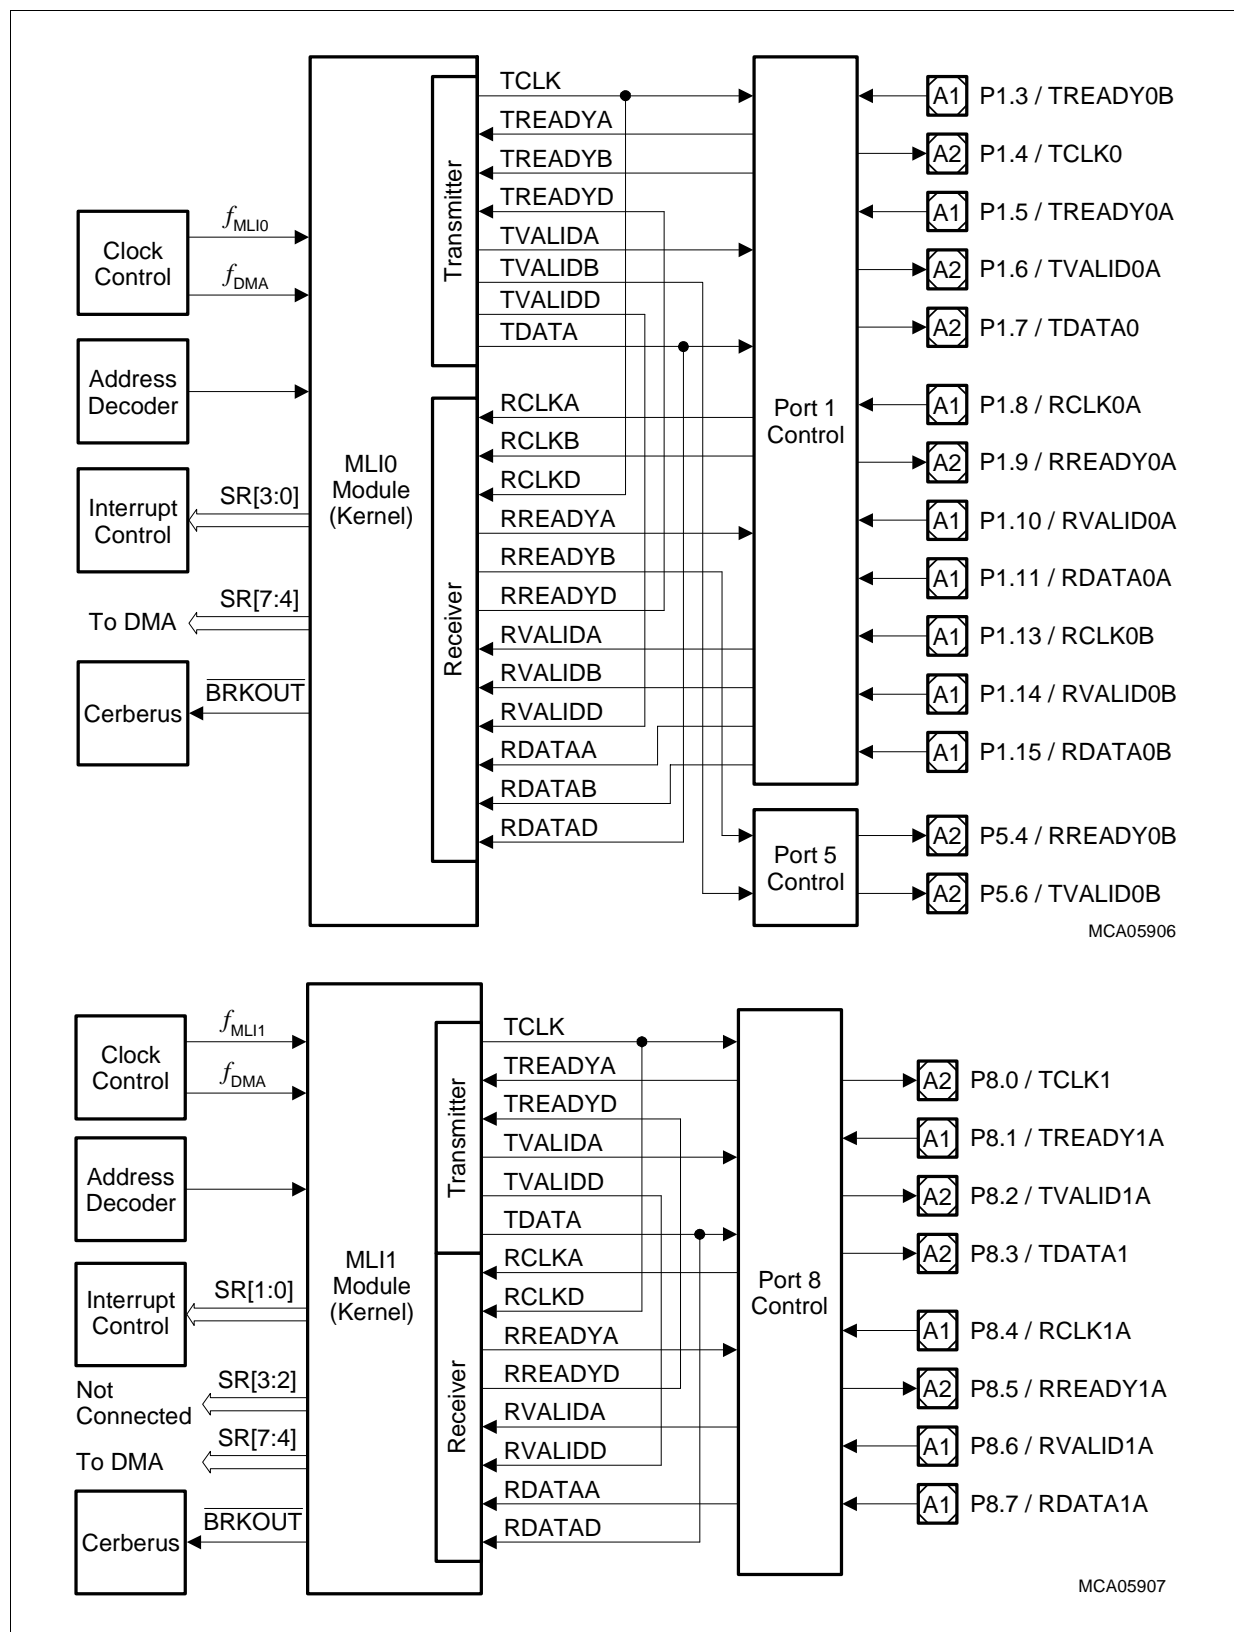 TCLK
TREADYA
TREADYB
TREADYD
TVALIDA
TVALIDB
TVALIDD
TDATA
Transmitter
RCLKA
RCLKB
RCLKD
RREADYA
RREADYB
RREADYD
RVALIDA
RVALIDB
RVALIDD
RDATAA
RDATAB
RDATAD
Receiver
Clock
Control
fMLI0
fDMA
Address
Decoder
Interrupt
Control
SR[3:0]
To DMA
SR[7:4]
Cerberus
BRKOUT
MLI0
Module
(Kernel)
Port 1
Control
Port 5
Control
A1 P1.3 / TREADY0B
A2 P1.4 / TCLK0
A1 P1.5 / TREADY0A
A2 P1.6 / TVALID0A
A2 P1.7 / TDATA0
A1 P1.8 / RCLK0A
A2 P1.9 / RREADY0A
A1 P1.10 / RVALID0A
A1 P1.11 / RDATA0A
A1 P1.13 / RCLK0B
A1 P1.14 / RVALID0B
A1 P1.15 / RDATA0B
A2 P5.4 / RREADY0B
A2 P5.6 / TVALID0B
MCA05906
Clock
Control
fMLI1
fDMA
Address
Decoder
Interrupt
Control
SR[1:0]
Not
Connected
SR[3:2]
To DMA
SR[7:4]
Cerberus
BRKOUT
MLI1
Module
(Kernel)
Transmitter
TCLK
TREADYA
TREADYD
TVALIDA
TVALIDD
TDATA
Receiver
RCLKA
RCLKD
RREADYA
RREADYD
RVALIDA
RVALIDD
RDATAA
RDATAD
Port 8
Control
A2 P8.0 / TCLK1
A1 P8.1 / TREADY1A
A2 P8.2 / TVALID1A
A2 P8.3 / TDATA1
A1 P8.4 / RCLK1A
A2 P8.5 / RREADY1A
A1 P8.6 / RVALID1A
A1 P8.7 / RDATA1A
MCA05907